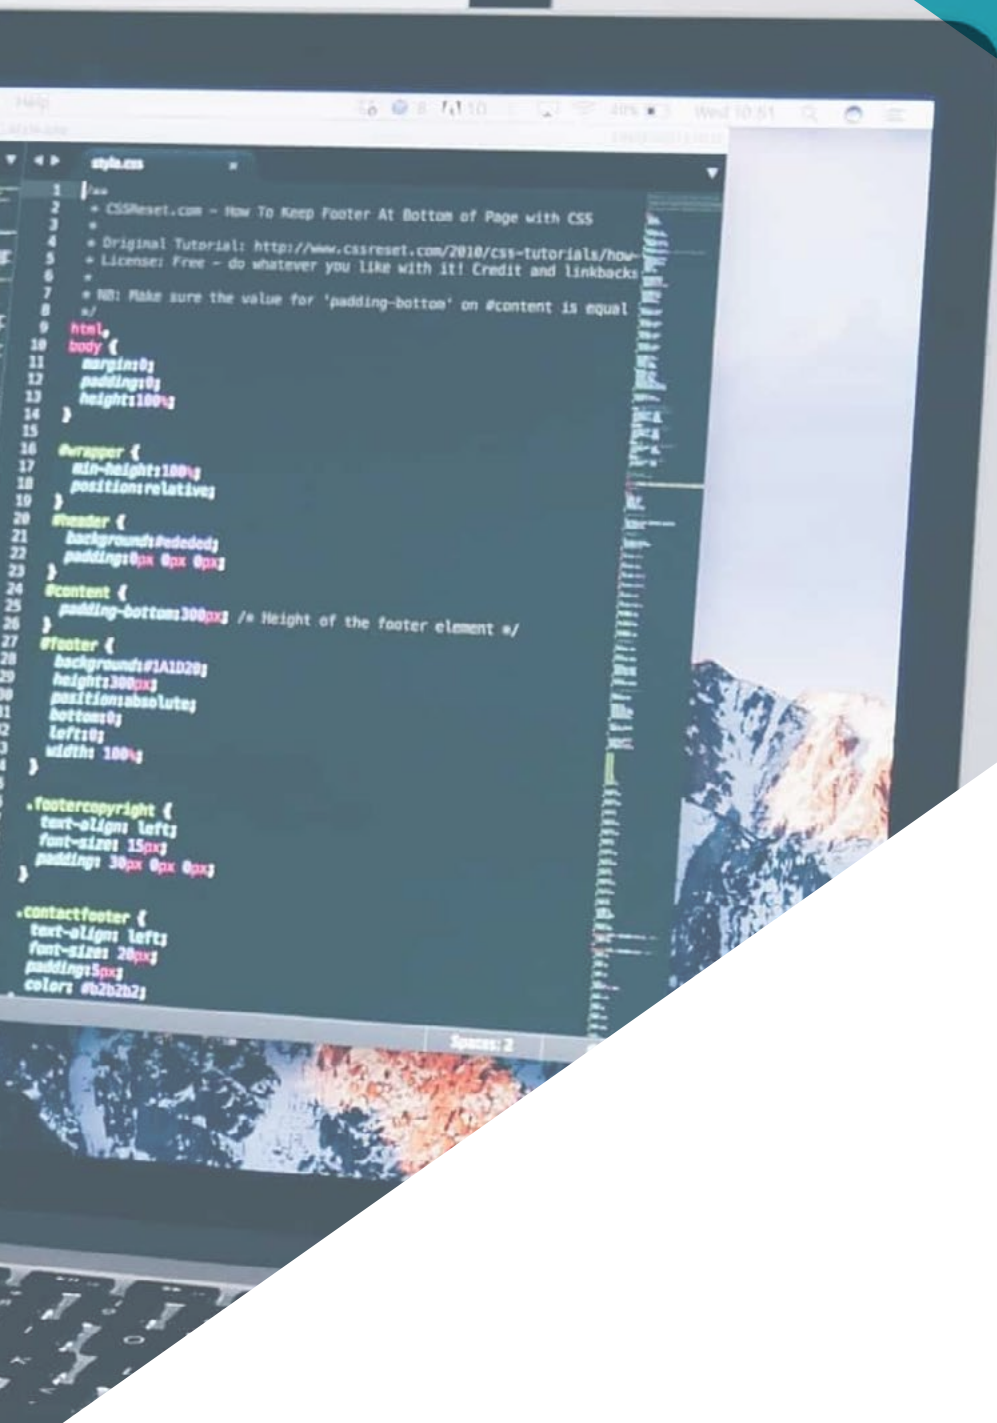 Help
Wed 10:51
style.css
1 /**
2 * CSSReset.com - How To Keep Footer At Bottom of Page with CSS
3 *
4 * Original Tutorial: http://www.cssreset.com/2010/css-tutorials/how-
5 * License: Free - do whatever you like with it! Credit and linkbacks
6 *
7 * NB: Make sure the value for 'padding-bottom' on #content is equal
8 */
9 html,
10 body {
11 margin:0;
12 padding:0;
13 height:100%;
14 }
15
16 #wrapper {
17 min-height:100%;
18 position:relative;
19 }
20 #header {
21 background:#ededed;
22 padding:0px 0px 0px;
23 }
24 #content {
25 padding-bottom:300px; /* Height of the footer element */
26 }
27 #footer {
28 background:#1A1D20;
29 height:300px;
30 position:absolute;
31 bottom:0;
32 left:0;
3 width: 100%;
4 }
.footercopyright {
text-align: left;
font-size: 15px;
padding: 30px 0px 0px;
}
.contactfooter {
text-align: left;
font-size: 20px;
padding:5px;
color: #b2b2b2;
Spaces: 2